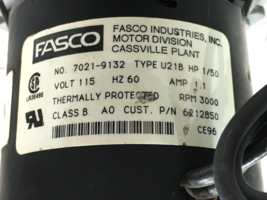 FASCO
FASCO INDUSTRIES, INC.
MOTOR DIVISION
CASSVILLE PLANT
NO. 7021-9132 TYPE U21B HP 1/50
VOLT 115 HZ 60 AMP 1.1
THERMALLY PROTECTED RPM 3000
CLASS B AO CUST. P/N 6212850
CE96